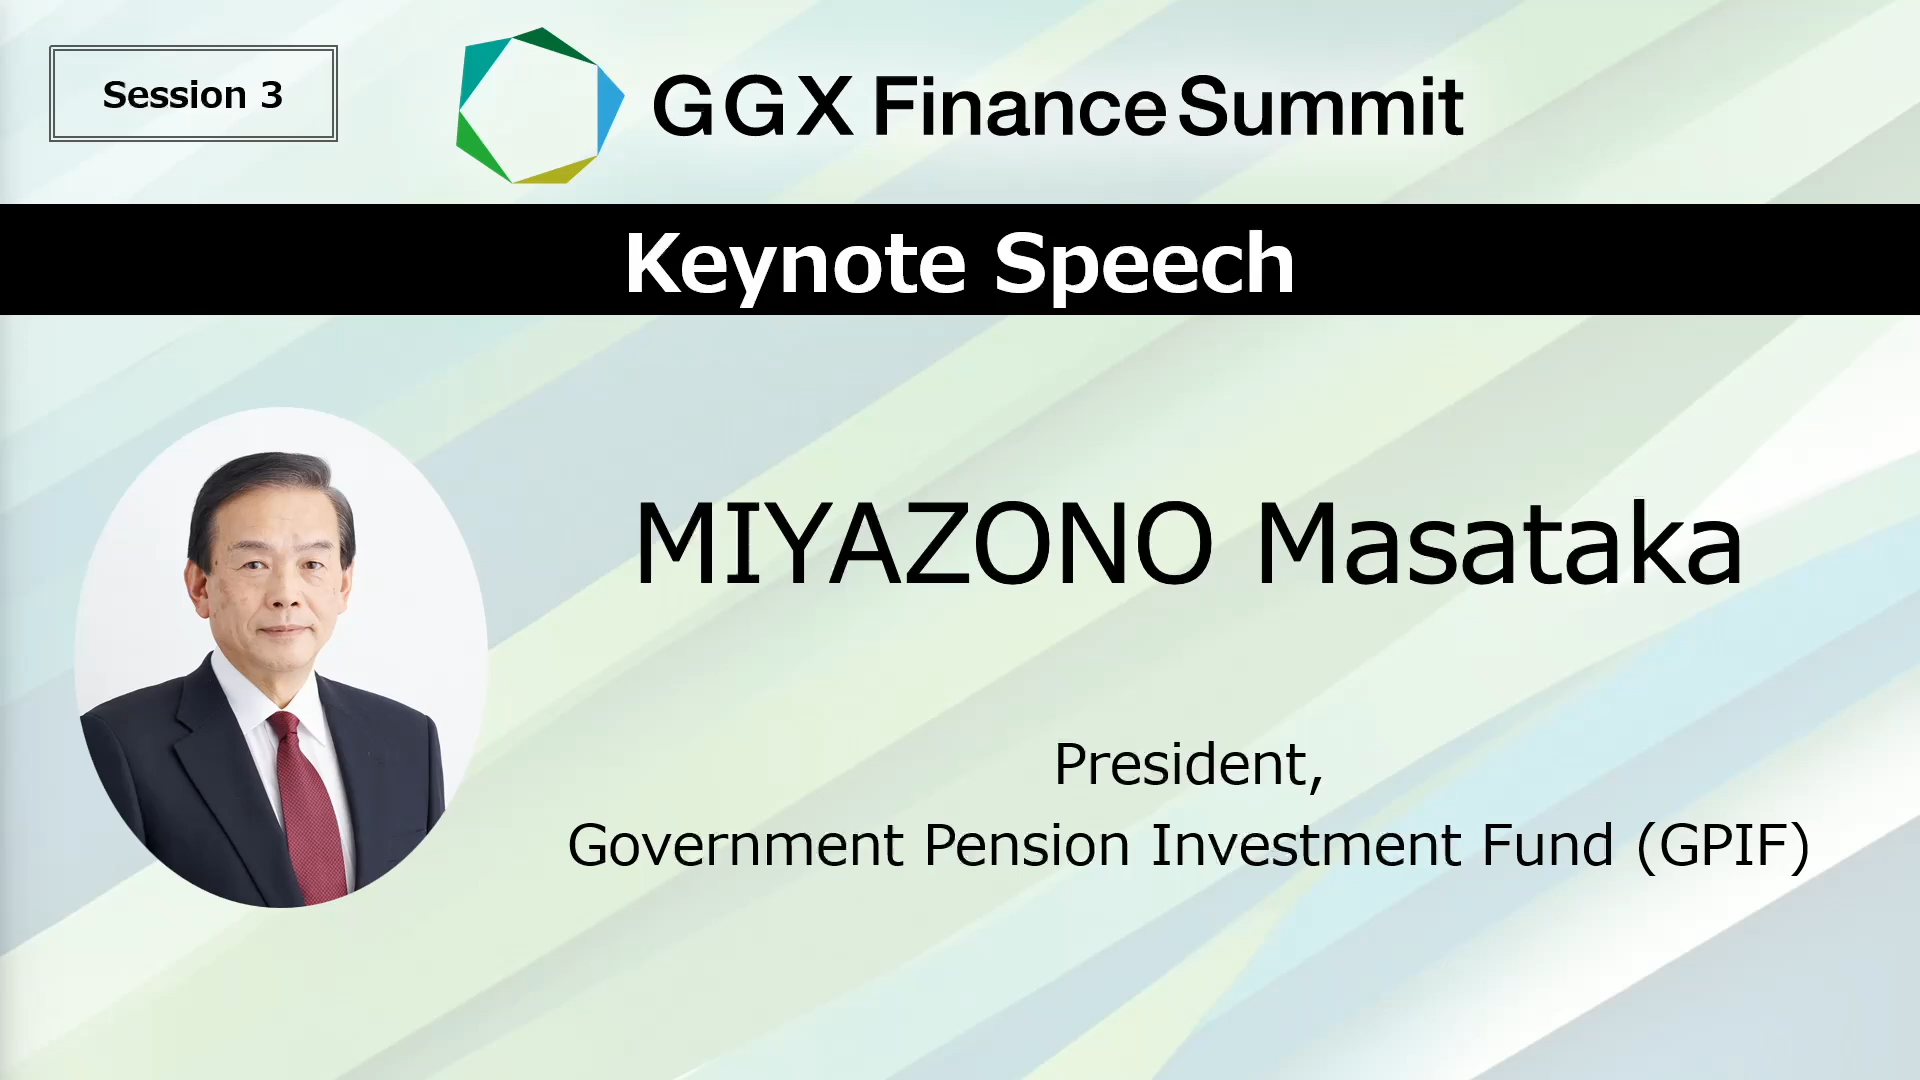 Session 3
GGX Finance Summit
Keynote Speech
MIYAZONO Masataka
President,
Government Pension Investment Fund (GPIF)